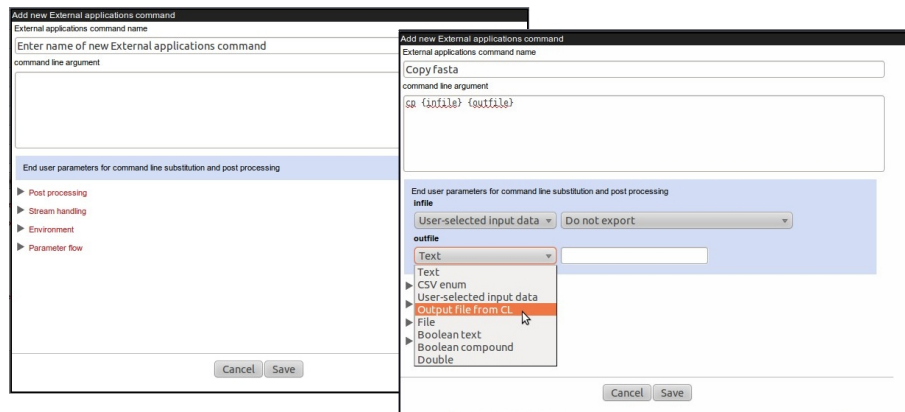 Add new External applications command
External applications command name
Enter name of new External applications command
command line argument
End user parameters for command line substitution and post processing
Post processing
Stream handling
Environment
Parameter flow
Cancel Save
Add new External applications command
External applications command name
Copy fasta
command line argument
cp {infile} {outfile}
End user parameters for command line substitution and post processing
infile
User-selected input data Do not export
outfile
Text
Text
CSV enum
User-selected input data
Output file from CL
File
Boolean text
Boolean compound
Double
Cancel Save